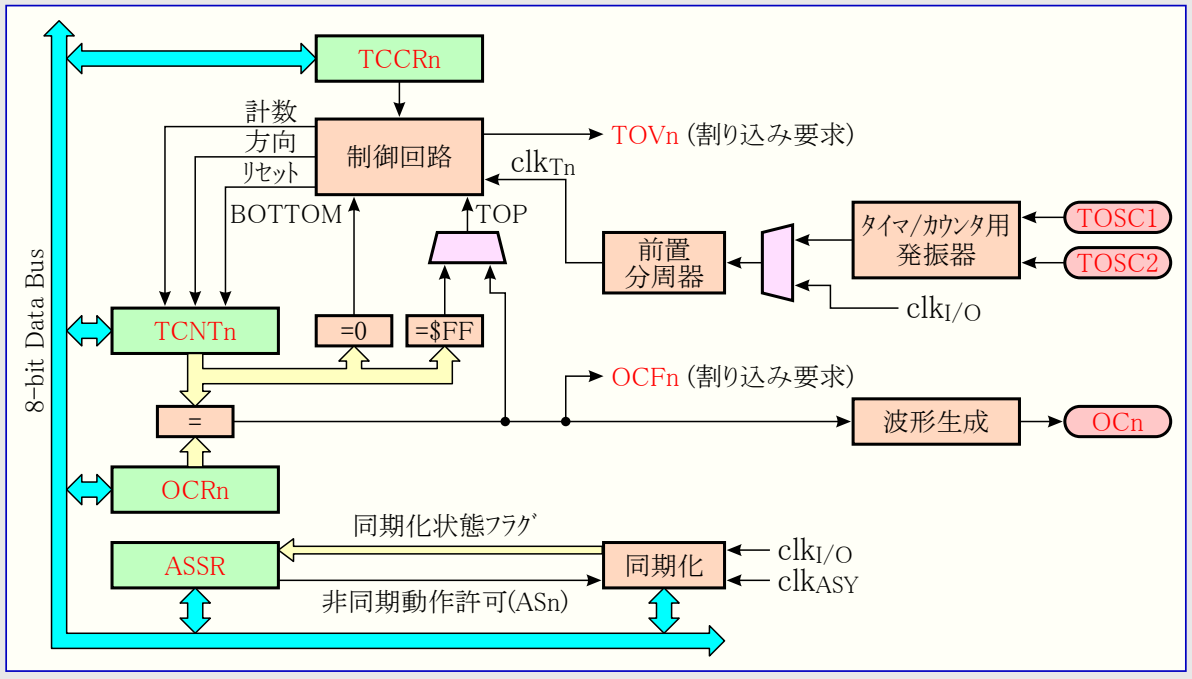 TCCRn
計数
方向
リセット
制御回路
TOVn (割り込み要求)
clkTn
BOTTOM
TOP
タイマ/カウンタ用
発振器
TOSC1
TOSC2
前置
分周器
clkI/O
8-bit Data Bus
TCNTn
=0
=$FF
OCFn (割り込み要求)
=
波形生成
OCn
OCRn
同期化状態フラグ
ASSR
同期化
clkI/O
clkASY
非同期動作許可(ASn)